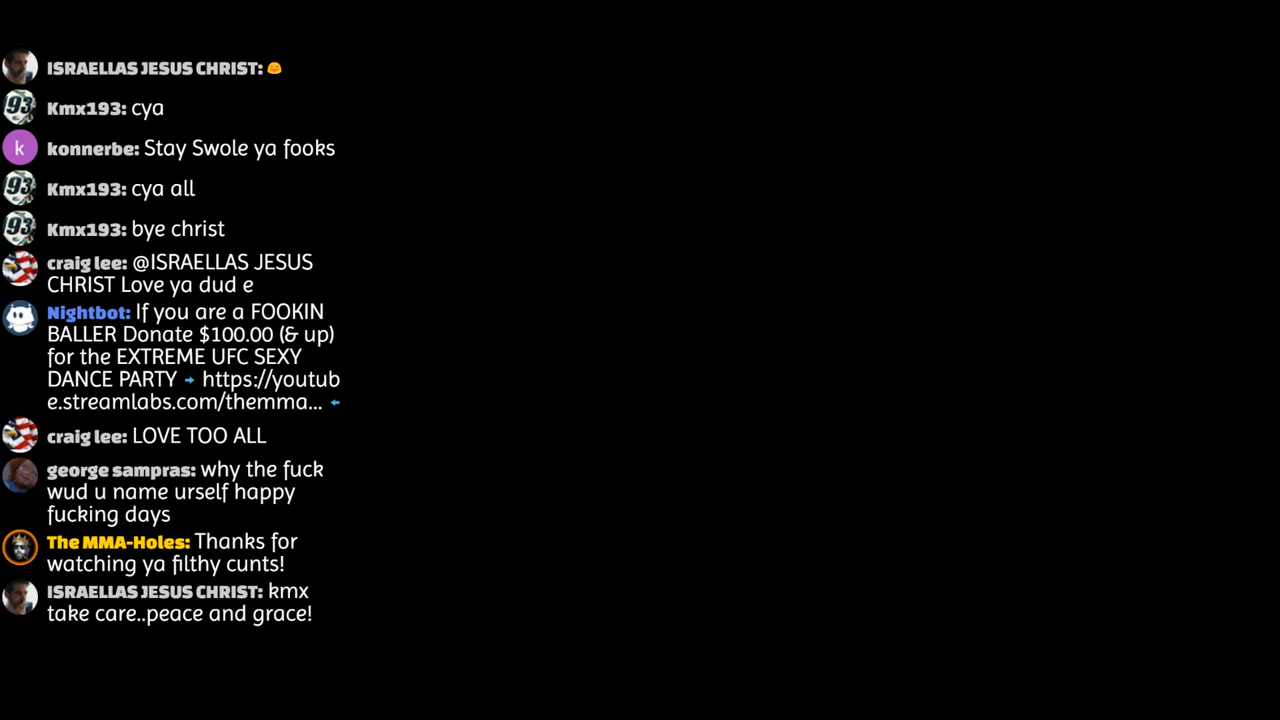 ISRAELLAS JESUS CHRIST: 😊
Kmx193: cya
k konnerbe: Stay Swole ya fooks
Kmx193: cya all
Kmx193: bye christ
craig lee: @ISRAELLAS JESUS
CHRIST Love ya dud e
Nightbot: If you are a FOOKIN
BALLER Donate $100.00 (& up)
for the EXTREME UFC SEXY
DANCE PARTY ➡ https://youtub
e.streamlabs.com/themma... ⬅
craig lee: LOVE TOO ALL
george sampras: why the fuck
wud u name urself happy
fucking days
The MMA-Holes: Thanks for
watching ya filthy cunts!
ISRAELLAS JESUS CHRIST: kmx
take care..peace and grace!